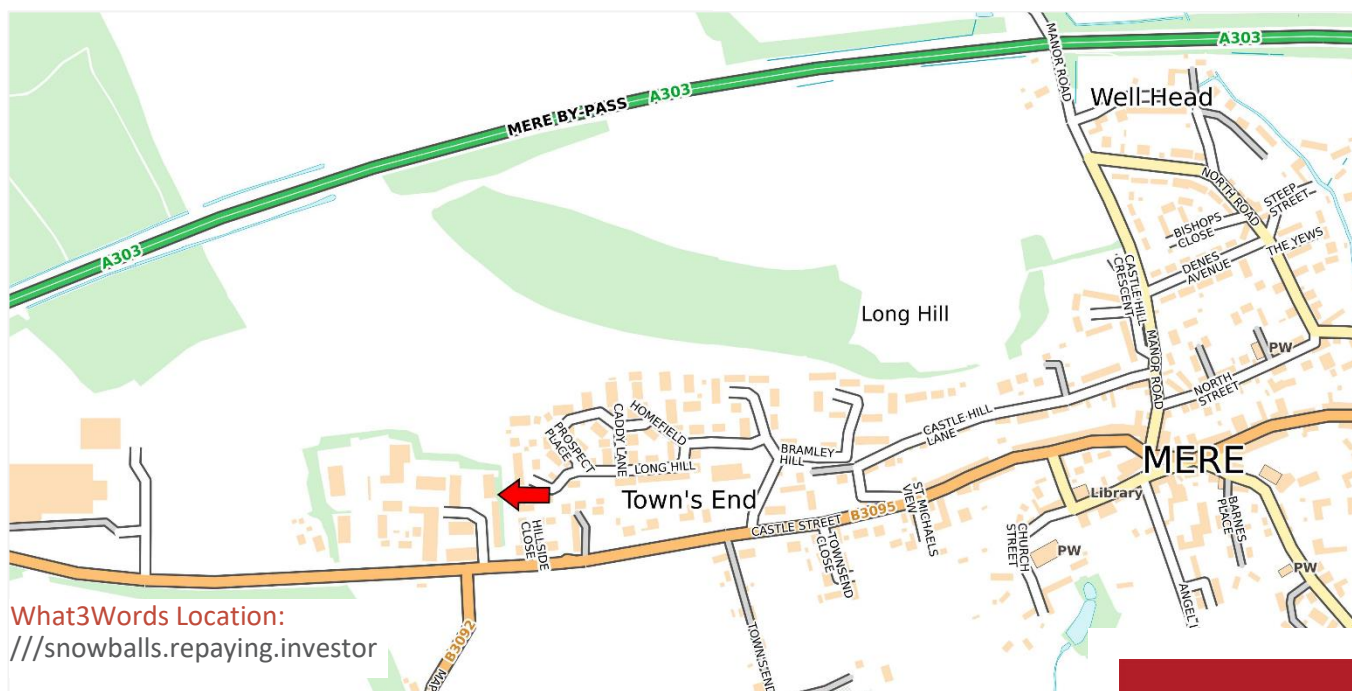 A303
MANOR ROAD
Well Head
MERE BY-PASS
A303
NORTH ROAD
STEEP
STREET
BISHOPS
CLOSE
THE YEWS
DENES
AVENUE
A303
CASTLE HILL
CRESCENT
Long Hill
MANOR ROAD
PW
NORTH
STREET
HOMEFIELD
CADDY LANE
PROSPECT
PLACE
CASTLE HILL
LANE
BRAMLEY
HILL
LONG HILL
MERE
Town's End
Library
ST MICHAELS
VIEW
B3095
CASTLE STREET
BARNES
PLACE
HILLSIDE
CLOSE
TOWNSEND
CLOSE
CHURCH
STREET
PW
PW
What3Words Location:
///snowballs.repaying.investor
B3092
TOWN'S END